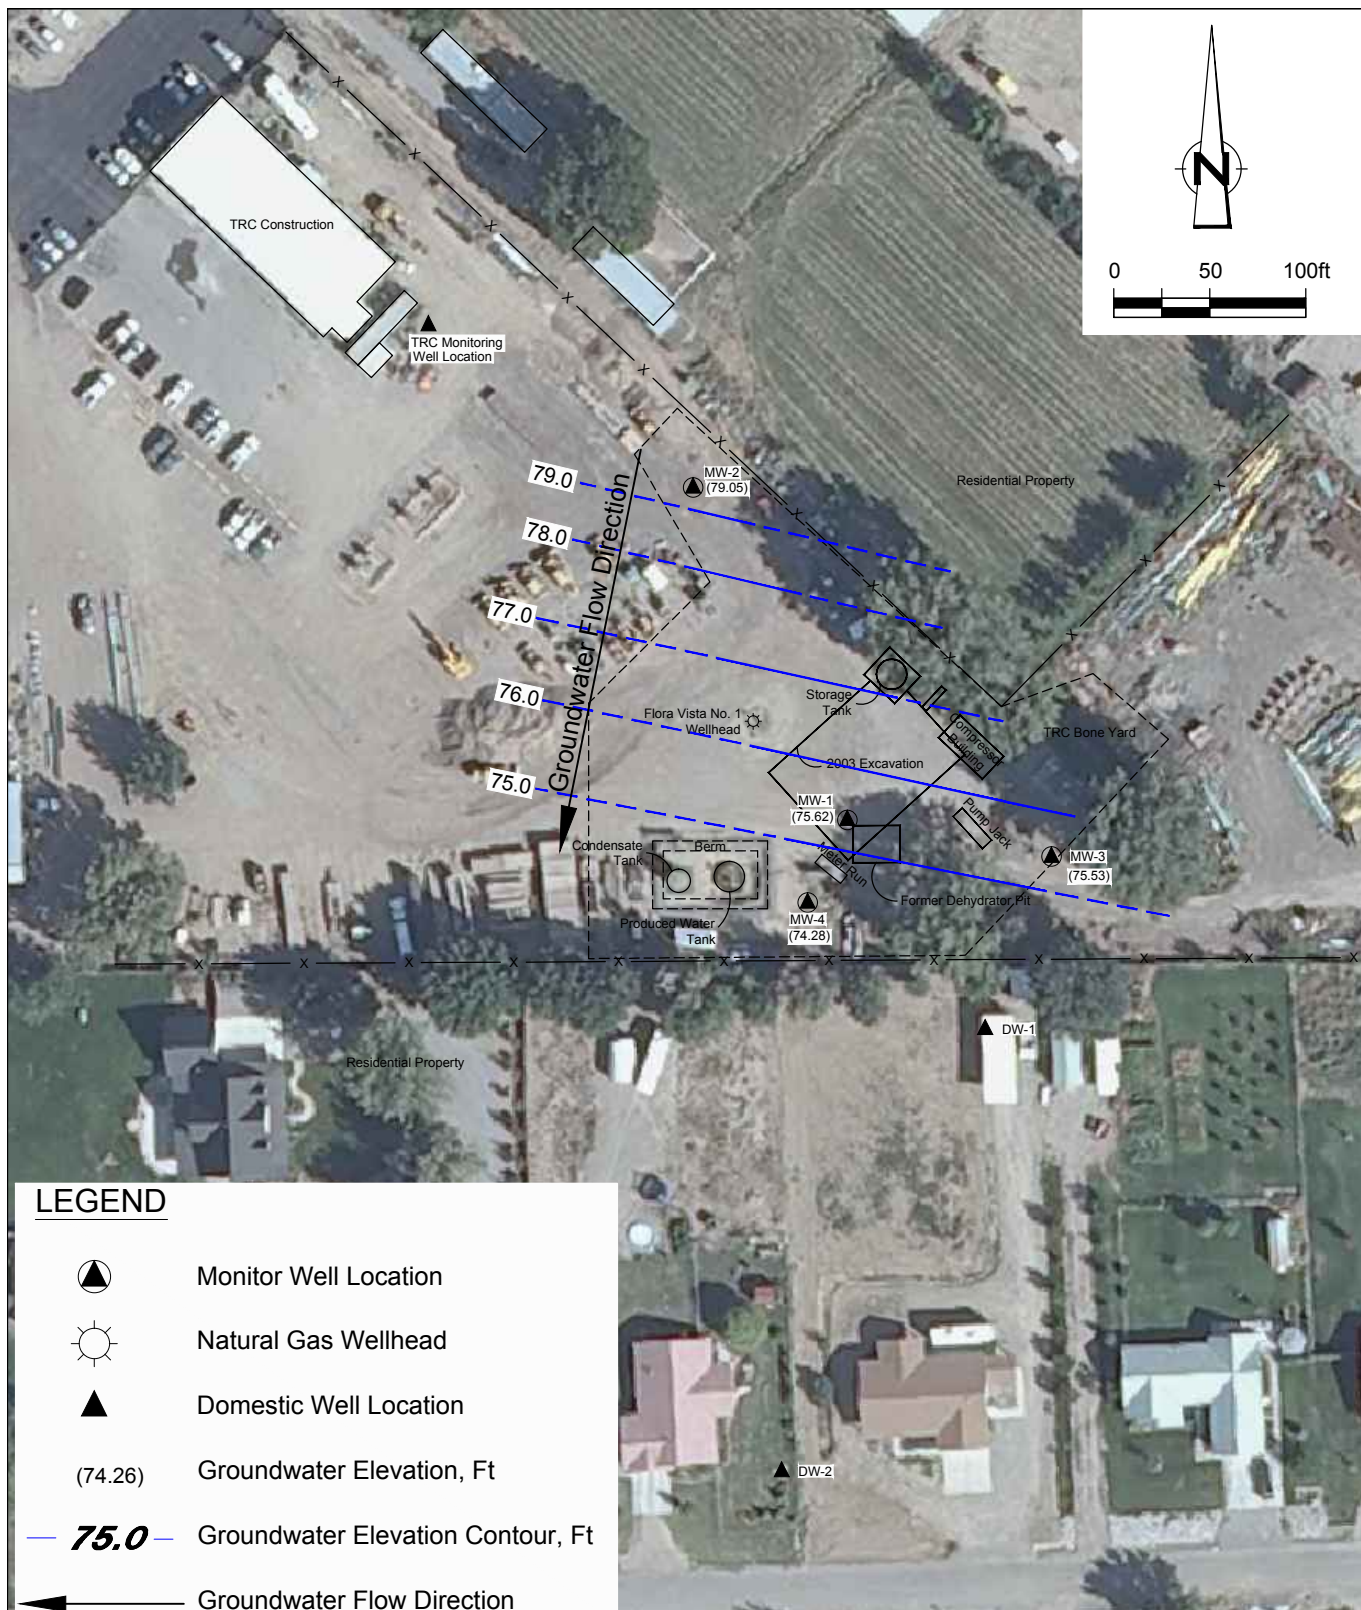 N
0 50 100ft
TRC Construction
TRC Monitoring
Well Location
MW-2
(79.05)
Residential Property
79.0
78.0
77.0
76.0
75.0
Groundwater Flow Direction
Storage
Tank
Flora Vista No. 1
Wellhead
Compressor
Building
TRC Bone Yard
2003 Excavation
MW-1
(75.62)
Pump Jack
MW-3
(75.53)
Condensate
Tank
Berm
Meter Run
Former Dehydrator Pit
MW-4
(74.28)
Produced Water
Tank
x x x x x x x x x x x x
DW-1
Residential Property
DW-2
LEGEND
Monitor Well Location
Natural Gas Wellhead
Domestic Well Location
(74.26) Groundwater Elevation, Ft
75.0 Groundwater Elevation Contour, Ft
Groundwater Flow Direction